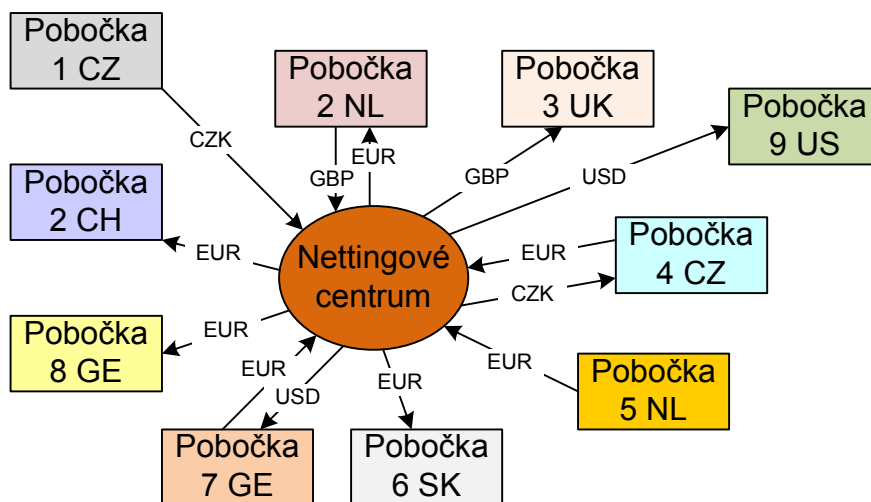 Pobočka
1 CZ
Pobočka
2 NL
Pobočka
3 UK
Pobočka
9 US
CZK
GBP
EUR
GBP
USD
Pobočka
2 CH
EUR
Nettingové
centrum
EUR
Pobočka
4 CZ
CZK
Pobočka
8 GE
EUR
EUR
USD
EUR
EUR
Pobočka
5 NL
Pobočka
7 GE
Pobočka
6 SK